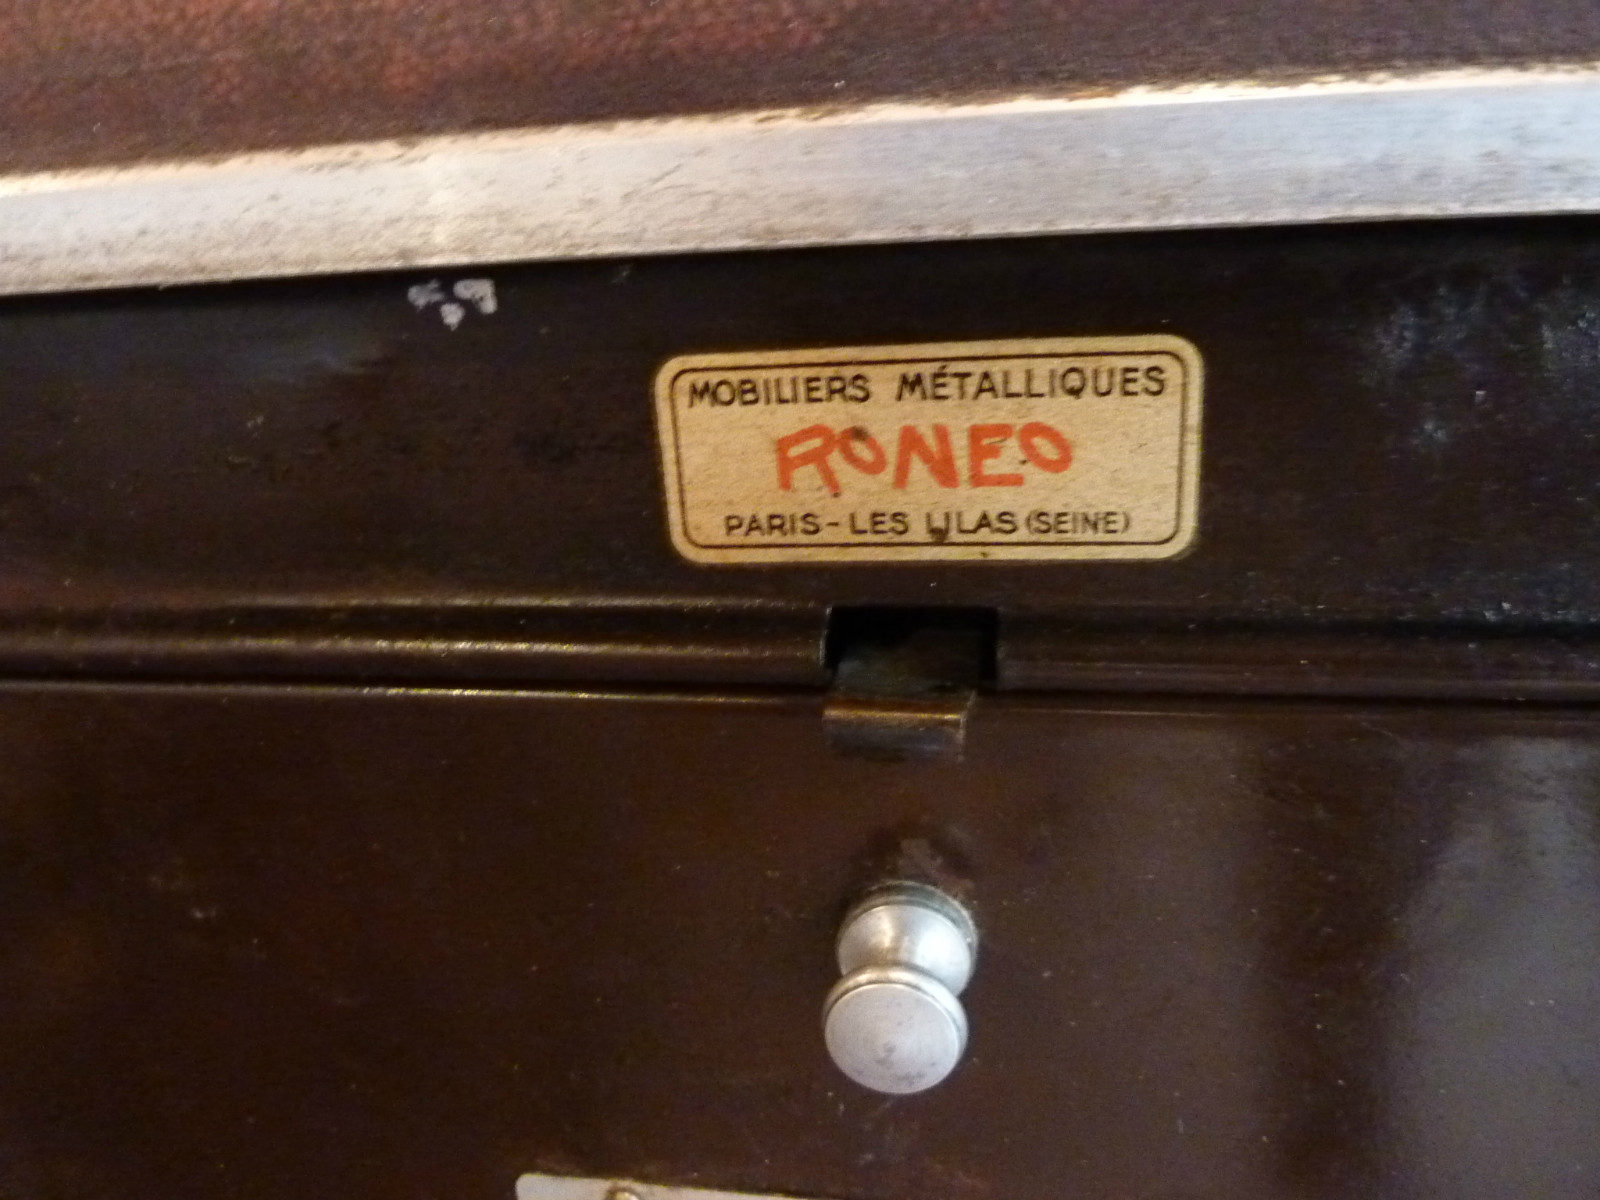 MOBILIERS MÉTALLIQUES
RONEO
PARIS - LES LILAS (SEINE)